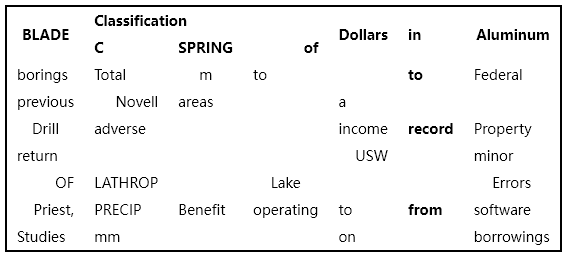 Classification
BLADE Dollars in Aluminum
C SPRING of
borings Total m to to Federal
previous Novell areas a
Drill adverse income record Property
return USW minor
OF LATHROP Lake Errors
Priest, PRECIP Benefit operating to from software
Studies mm on borrowings